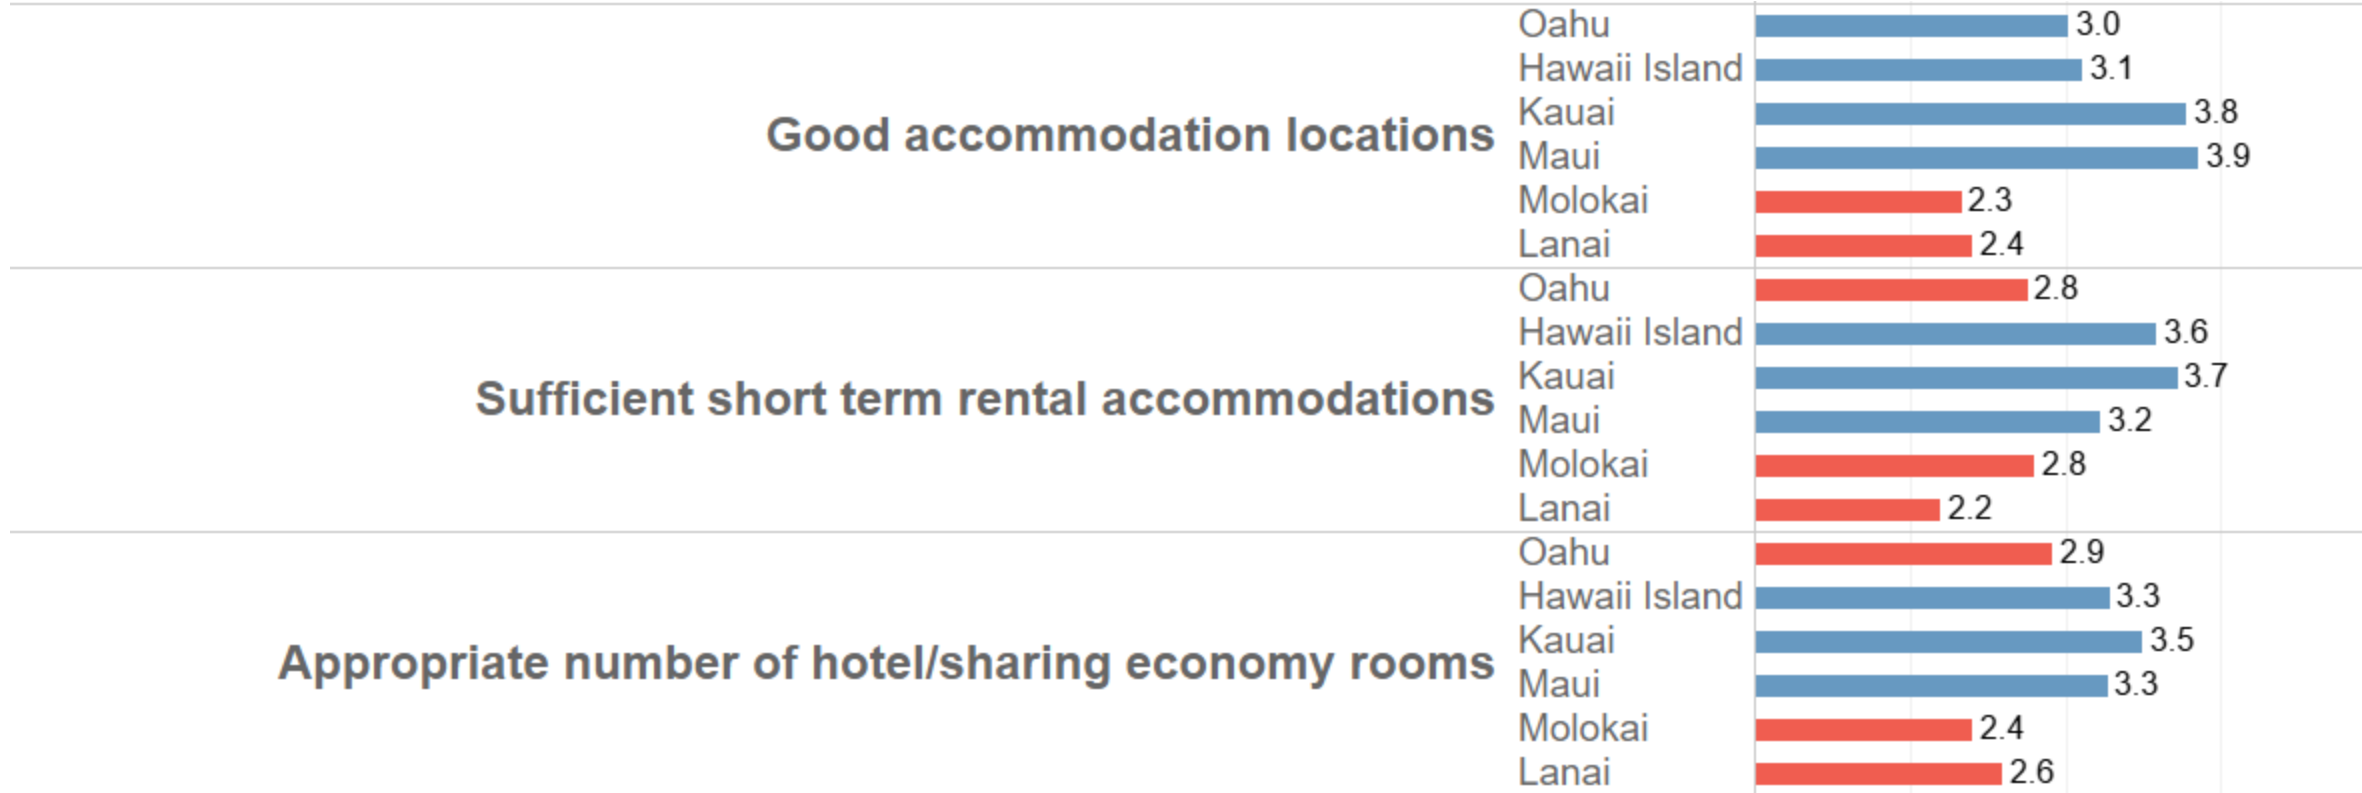 Good accommodation locations
Oahu 3.0
Hawaii Island 3.1
Kauai 3.8
Maui 3.9
Molokai 2.3
Lanai 2.4
Sufficient short term rental accommodations
Oahu 2.8
Hawaii Island 3.6
Kauai 3.7
Maui 3.2
Molokai 2.8
Lanai 2.2
Appropriate number of hotel/sharing economy rooms
Oahu 2.9
Hawaii Island 3.3
Kauai 3.5
Maui 3.3
Molokai 2.4
Lanai 2.6